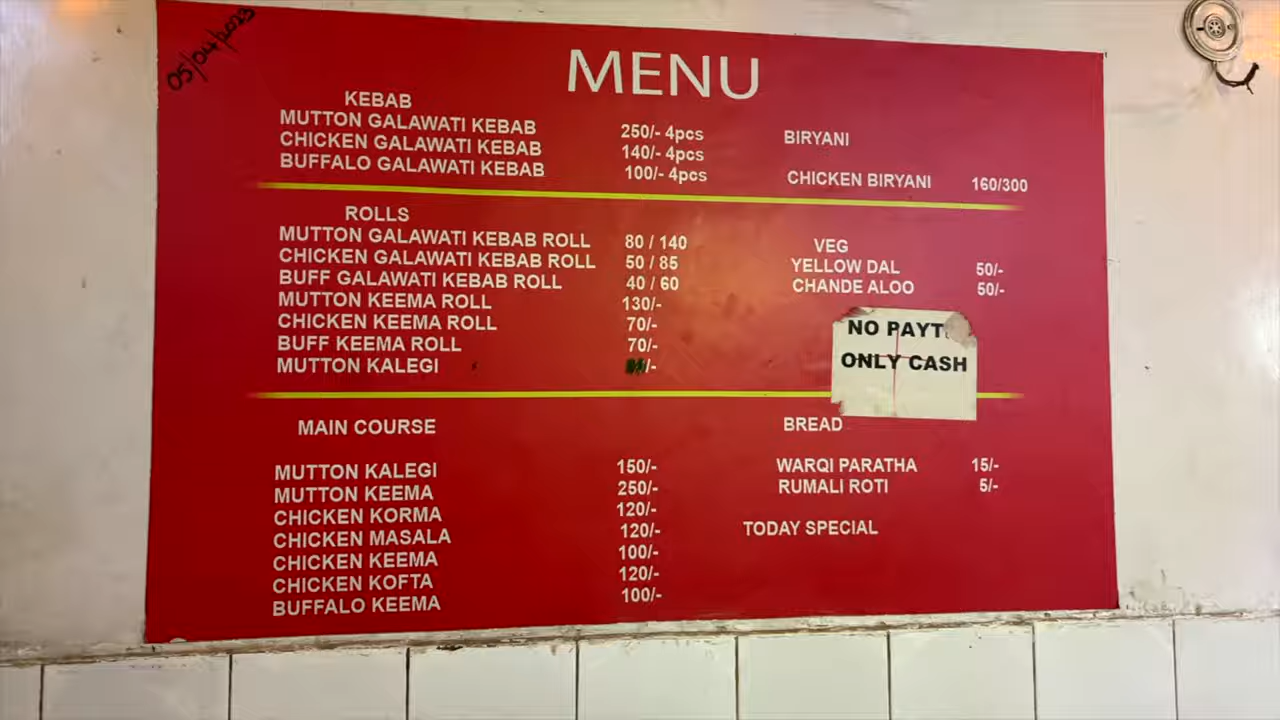 05/04/2023
MENU
KEBAB
MUTTON GALAWATI KEBAB 250/- 4pcs
CHICKEN GALAWATI KEBAB 140/- 4pcs
BUFFALO GALAWATI KEBAB 100/- 4pcs
BIRYANI
CHICKEN BIRYANI 160/300
ROLLS
MUTTON GALAWATI KEBAB ROLL 80 / 140
CHICKEN GALAWATI KEBAB ROLL 50 / 85
BUFF GALAWATI KEBAB ROLL 40 / 60
MUTTON KEEMA ROLL 130/-
CHICKEN KEEMA ROLL 70/-
BUFF KEEMA ROLL 70/-
MUTTON KALEGI /-
VEG
YELLOW DAL 50/-
CHANDE ALOO 50/-
NO PAYT
ONLY CASH
MAIN COURSE
MUTTON KALEGI 150/-
MUTTON KEEMA 250/-
CHICKEN KORMA 120/-
CHICKEN MASALA 120/-
CHICKEN KEEMA 100/-
CHICKEN KOFTA 120/-
BUFFALO KEEMA 100/-
BREAD
WARQI PARATHA 15/-
RUMALI ROTI 5/-
TODAY SPECIAL